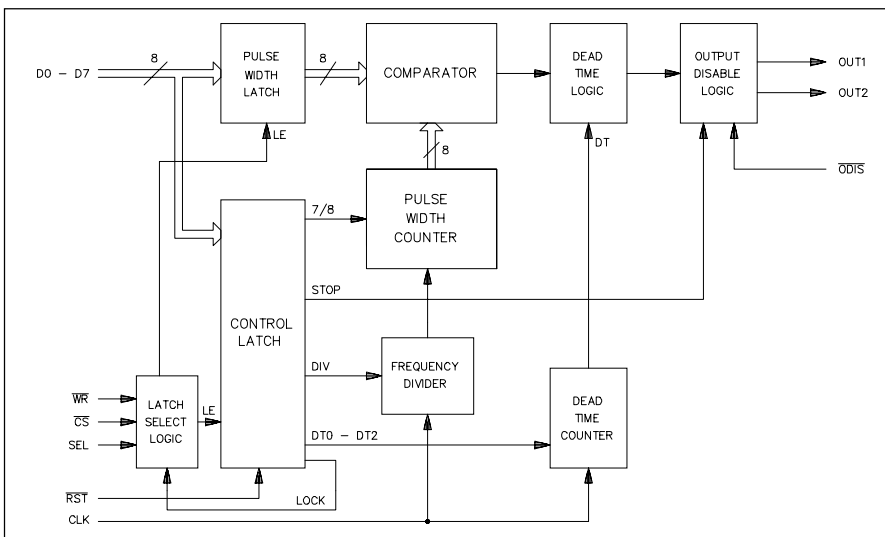 D0 - D7
8
PULSE
WIDTH
LATCH
8
COMPARATOR
DEAD
TIME
LOGIC
OUTPUT
DISABLE
LOGIC
OUT1
OUT2
LE
8
DT
ODIS
7/8
PULSE
WIDTH
COUNTER
STOP
CONTROL
LATCH
DIV
FREQUENCY
DIVIDER
DEAD
TIME
COUNTER
WR
CS
SEL
LATCH
SELECT
LOGIC
LE
DT0 - DT2
LOCK
RST
CLK